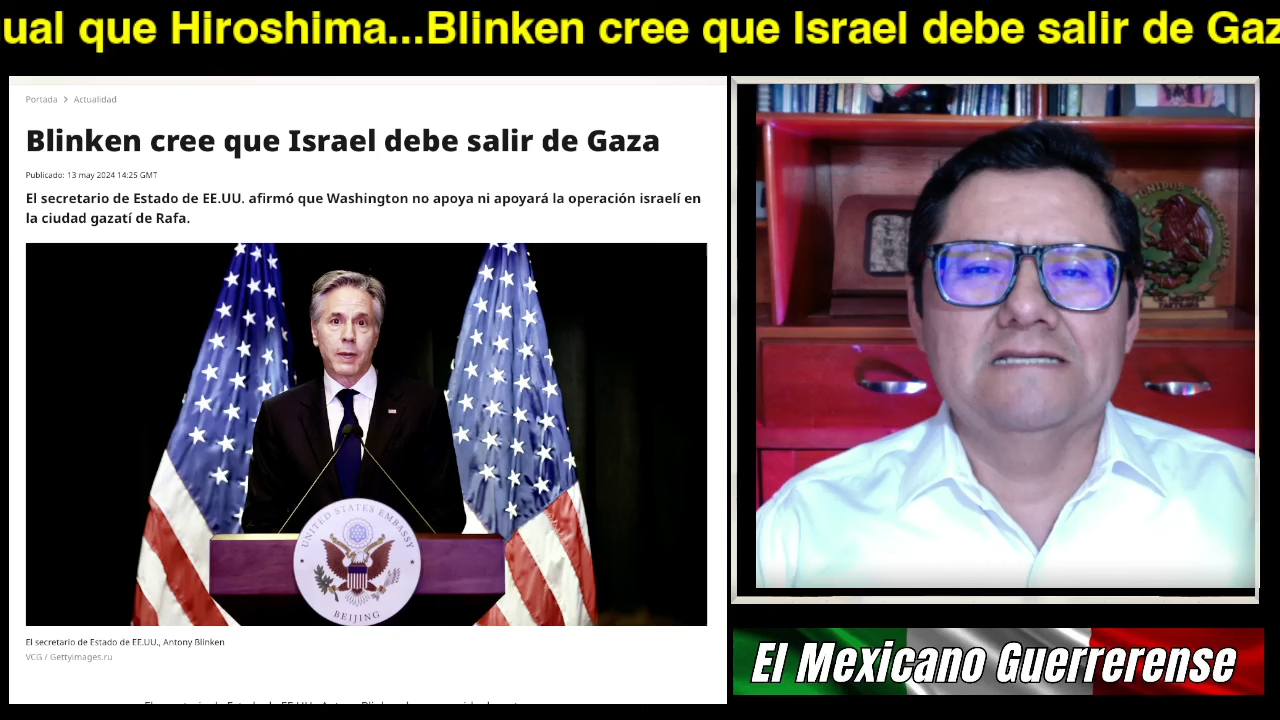 ual que Hiroshima...Blinken cree que Israel debe salir de Gaz
Portada > Actualidad
Blinken cree que Israel debe salir de Gaza
Publicado: 13 may 2024 14:25 GMT
El secretario de Estado de EE.UU. afirmó que Washington no apoya ni apoyará la operación israelí en
la ciudad gazatí de Rafa.
UNITED STATES EMBASSY
BEIJING
El secretario de Estado de EE.UU., Antony Blinken
VCG / Gettyimages.ru
El Mexicano Guerrerense